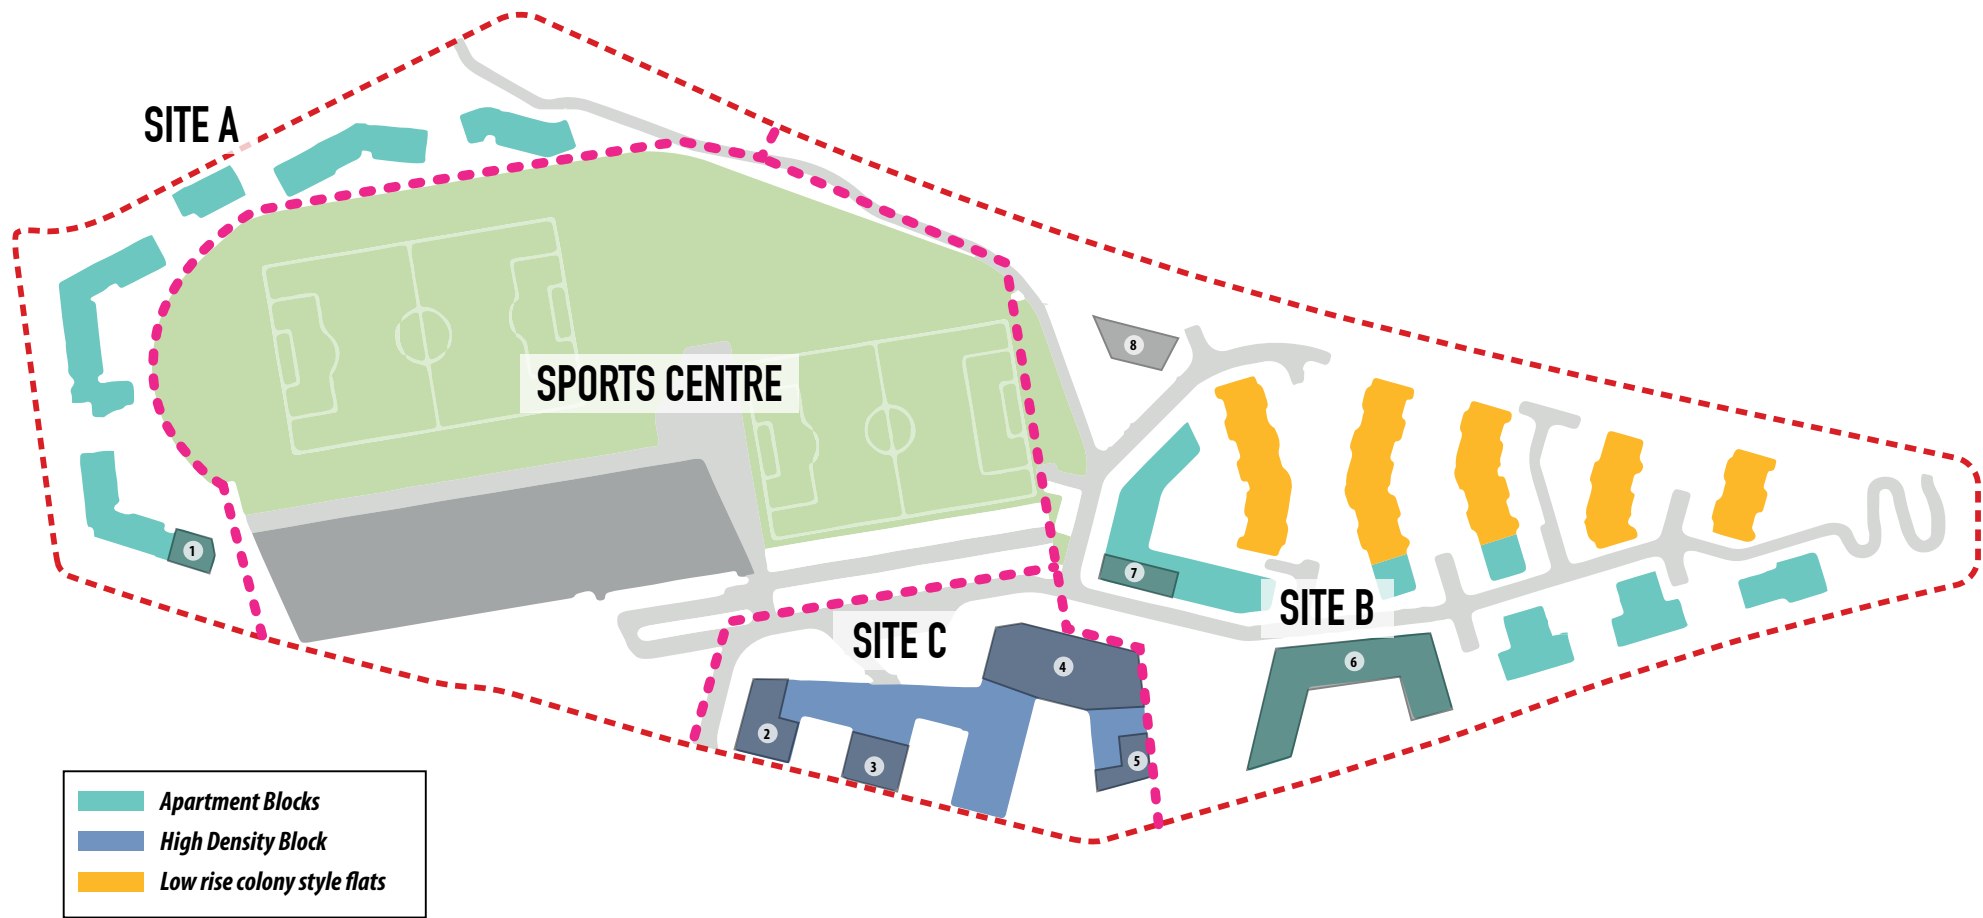 SITE A
SPORTS CENTRE
8
1
7
SITE B
SITE C
6
4
2
3
5
Apartment Blocks
High Density Block
Low rise colony style flats